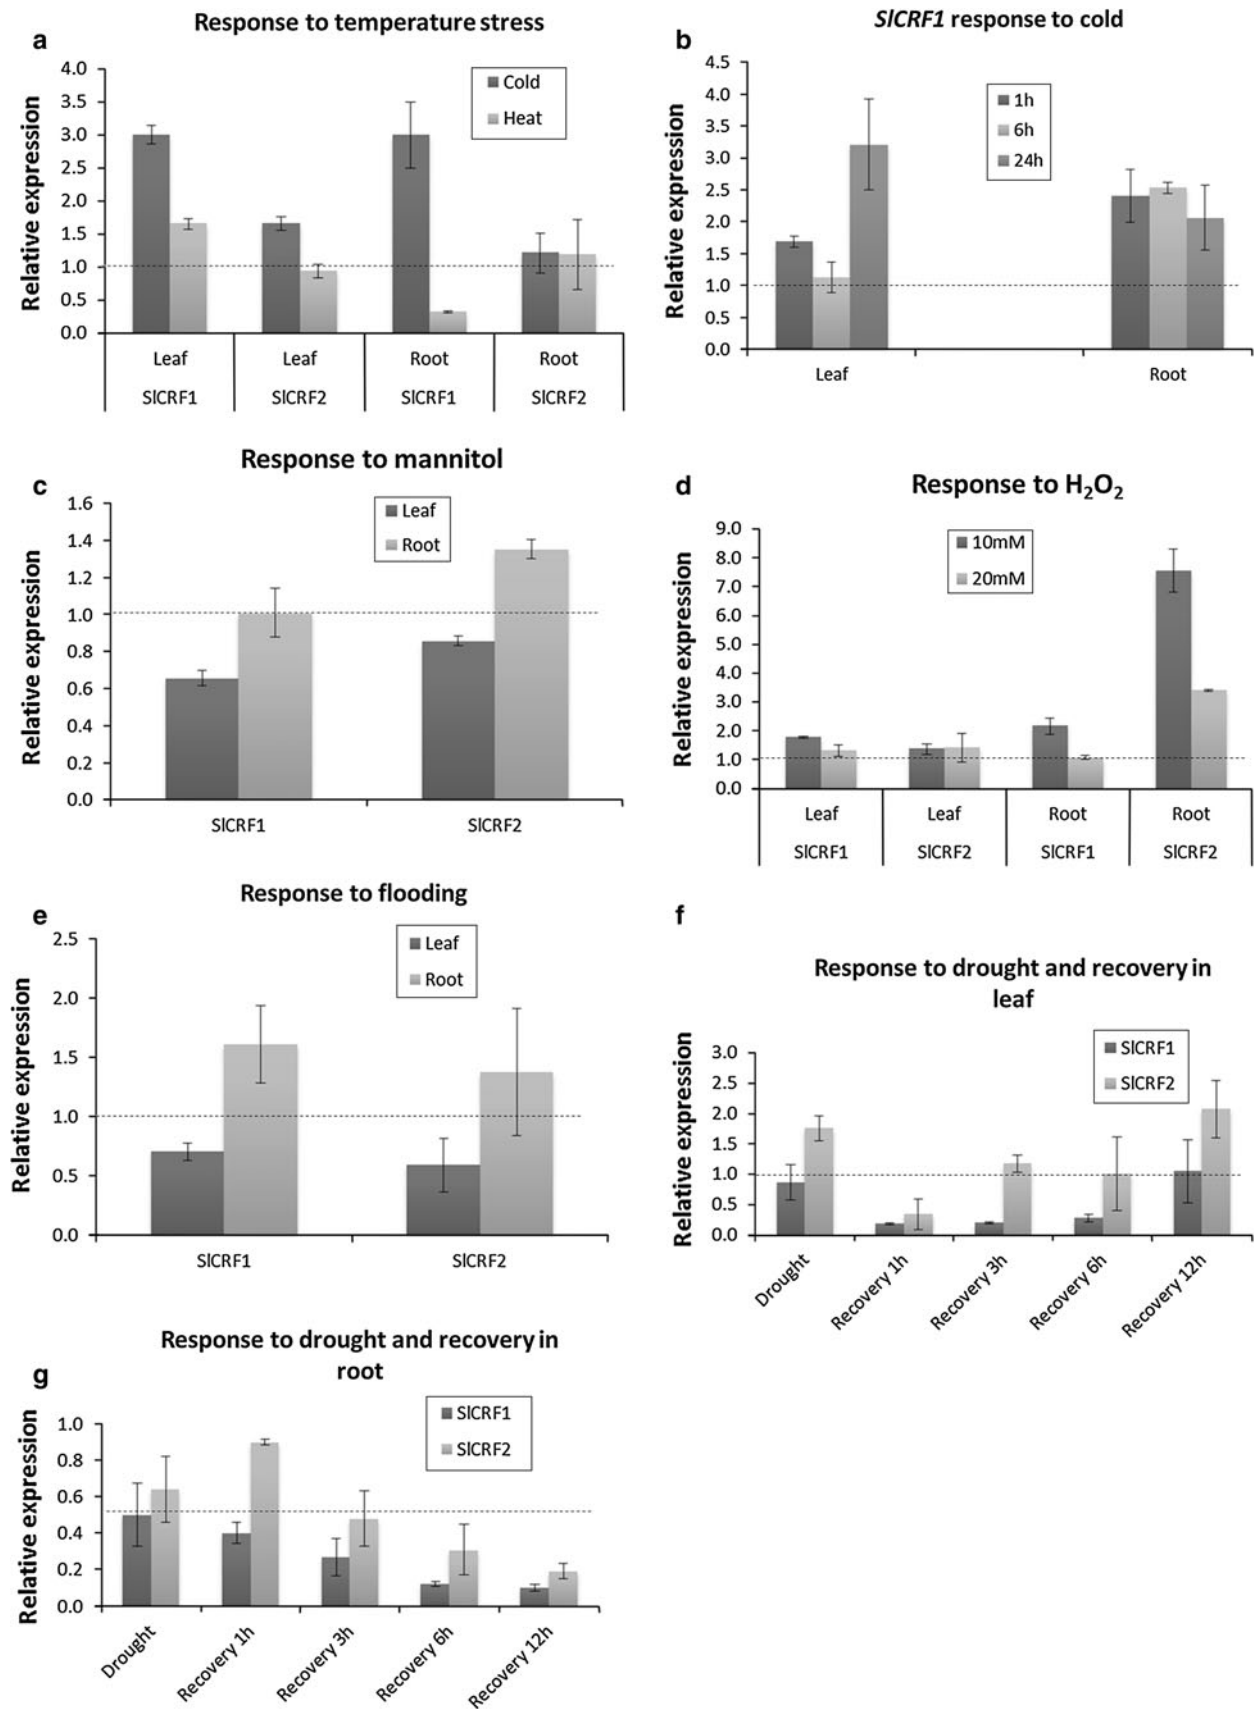 a
Response to temperature stress
Relative expression
4.0
3.5
3.0
2.5
2.0
1.5
1.0
0.5
0.0
Cold
Heat
Leaf Leaf Root Root
SlCRF1 SlCRF2 SlCRF1 SlCRF2
b
SlCRF1 response to cold
Relative expression
4.5
4.0
3.5
3.0
2.5
2.0
1.5
1.0
0.5
0.0
1h
6h
24h
Leaf Root
c
Response to mannitol
Relative expression
1.6
1.4
1.2
1.0
0.8
0.6
0.4
0.2
0.0
Leaf
Root
SlCRF1 SlCRF2
d
Response to H₂O₂
Relative expression
9.0
8.0
7.0
6.0
5.0
4.0
3.0
2.0
1.0
0.0
10mM
20mM
Leaf Leaf Root Root
SlCRF1 SlCRF2 SlCRF1 SlCRF2
e
Response to flooding
Relative expression
2.5
2.0
1.5
1.0
0.5
0.0
Leaf
Root
SlCRF1 SlCRF2
f
Response to drought and recovery in
leaf
Relative expression
3.0
2.5
2.0
1.5
1.0
0.5
0.0
SlCRF1
SlCRF2
Drought
Recovery 1h
Recovery 3h
Recovery 6h
Recovery 12h
g
Response to drought and recovery in
root
Relative expression
1.0
0.8
0.6
0.4
0.2
0.0
SlCRF1
SlCRF2
Drought
Recovery 1h
Recovery 3h
Recovery 6h
Recovery 12h